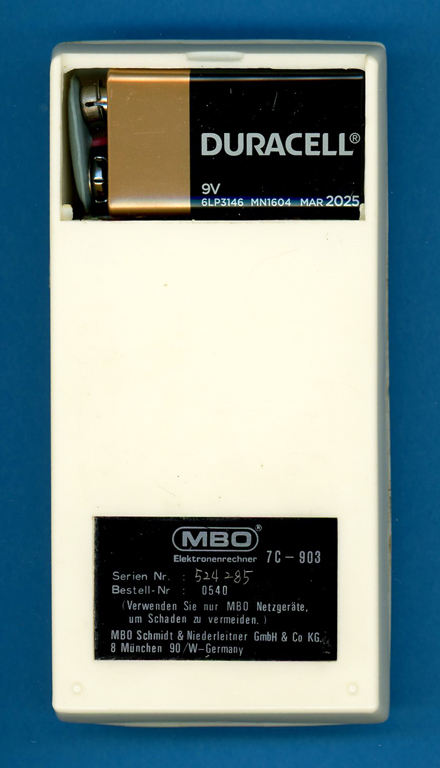 DURACELL®
9V
6LP3146 MN1604 MAR 2025
MBO®
Elektronenrechner 7C-903
Serien Nr. : 524285
Bestell-Nr : 0540
(Verwenden Sie nur MBO Netzgeräte,
um Schaden zu vermeiden.)
MBO Schmidt & Niederleitner GmbH & Co KG.
8 München 90 /W-Germany